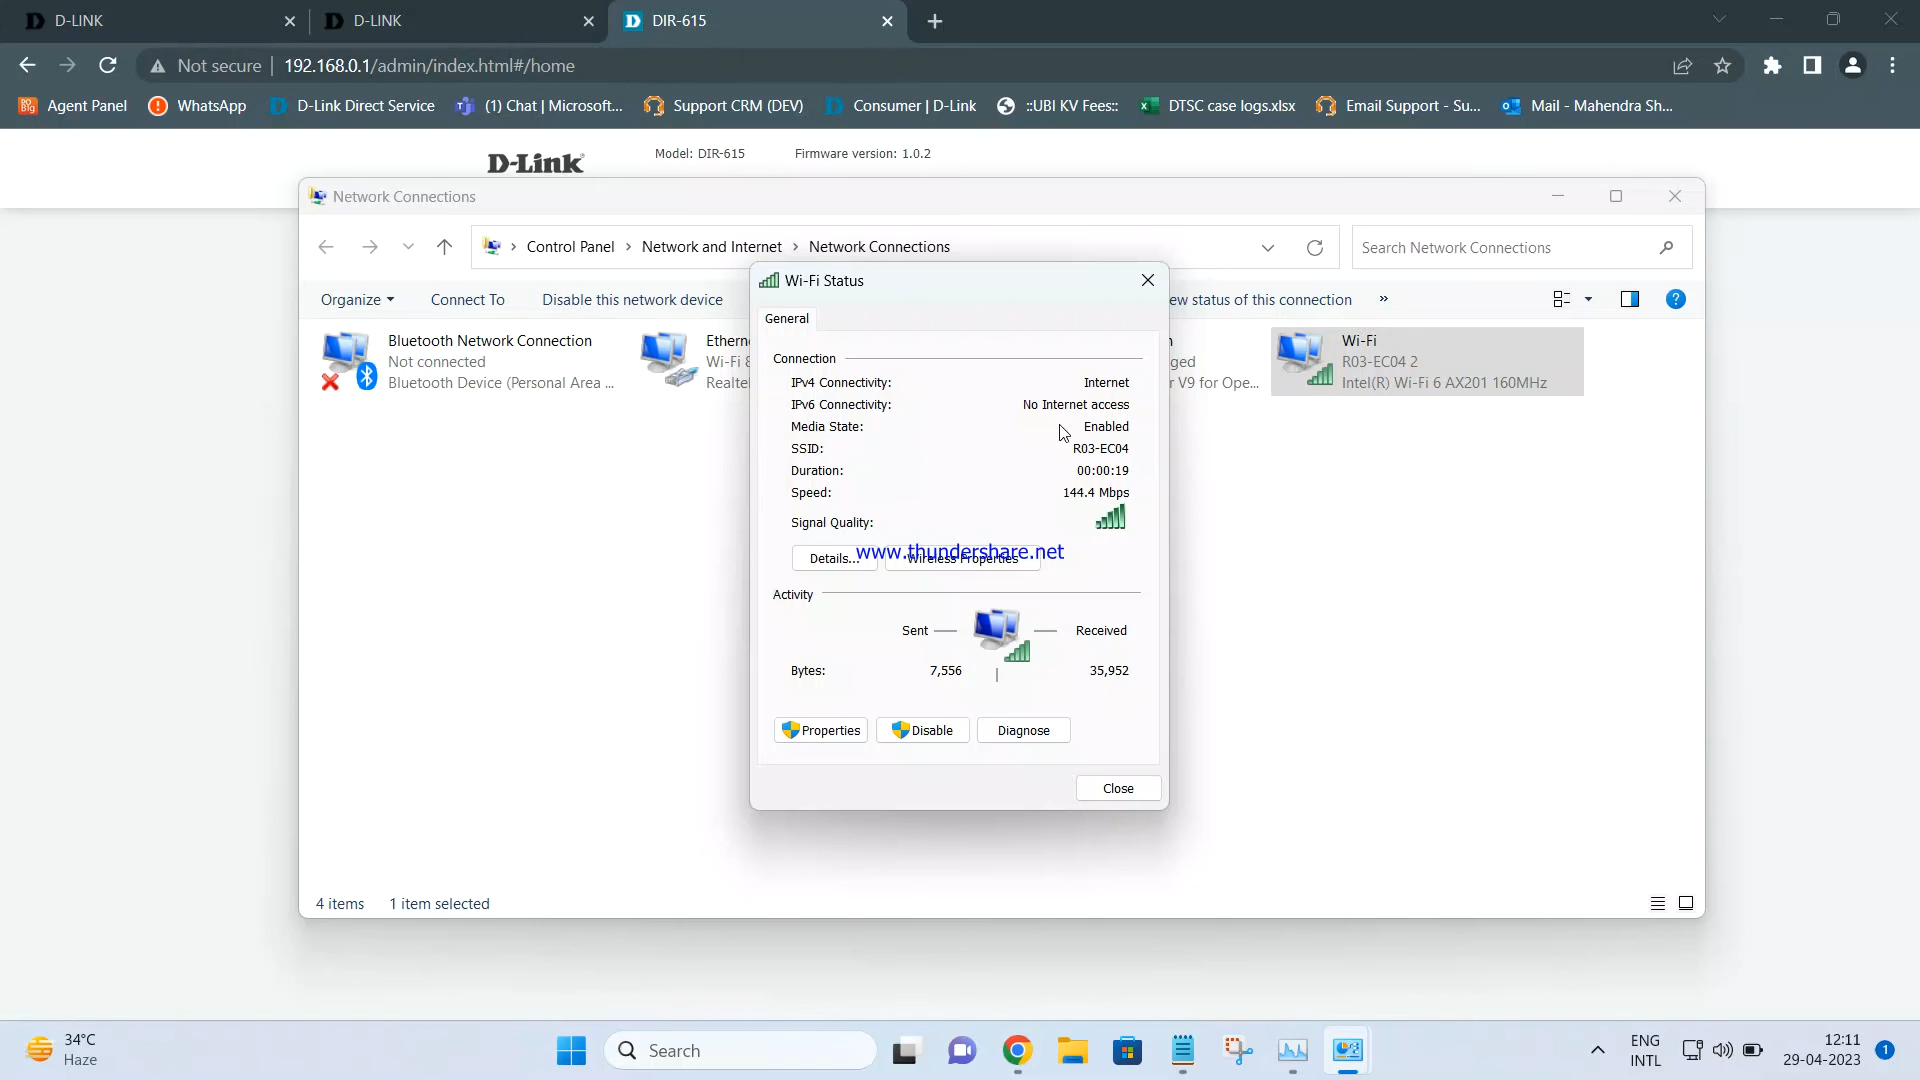 D-LINK
D-LINK
DIR-615
Not secure
192.168.0.1/admin/index.html#/home
Agent Panel
WhatsApp
D-Link Direct Service
(1) Chat | Microsoft...
Support CRM (DEV)
Consumer | D-Link
::UBI KV Fees::
DTSC case logs.xlsx
Email Support - Su...
Mail - Mahendra Sh...
D-Link
Model: DIR-615
Firmware version: 1.0.2
Network Connections
Control Panel > Network and Internet > Network Connections
Search Network Connections
Organize
Connect To
Disable this network device
ew status of this connection
»
Bluetooth Network Connection
Not connected
Bluetooth Device (Personal Area ...
Ethern
Wi-Fi 8
Realte
n
ged
r V9 for Ope...
Wi-Fi
R03-EC04 2
Intel(R) Wi-Fi 6 AX201 160MHz
Wi-Fi Status
General
Connection
IPv4 Connectivity: Internet
IPv6 Connectivity: No Internet access
Media State: Enabled
SSID: R03-EC04
Duration: 00:00:19
Speed: 144.4 Mbps
Signal Quality:
www.thundershare.net
Details...
Wireless Properties
Activity
Sent
Received
Bytes: 7,556 35,952
Properties
Disable
Diagnose
Close
4 items
1 item selected
34°C
Haze
Search
ENG
INTL
12:11
29-04-2023
1